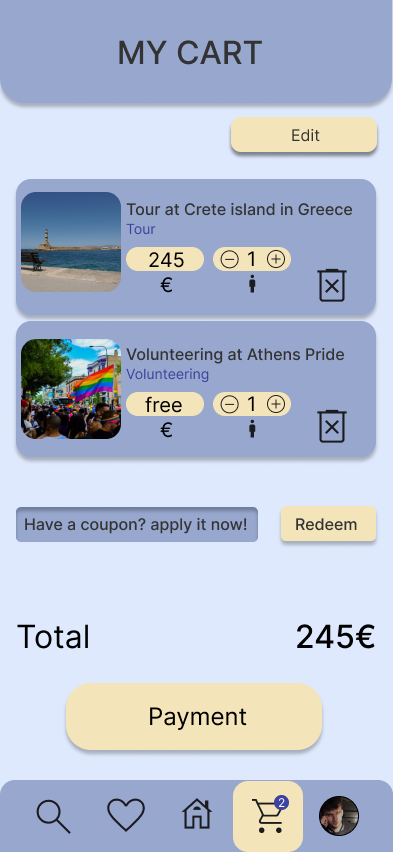 MY CART
Edit
Tour at Crete island in Greece
Tour
245
1
€
Volunteering at Athens Pride
Volunteering
free
1
€
Have a coupon? apply it now!
Redeem
Total 245€
Payment
2